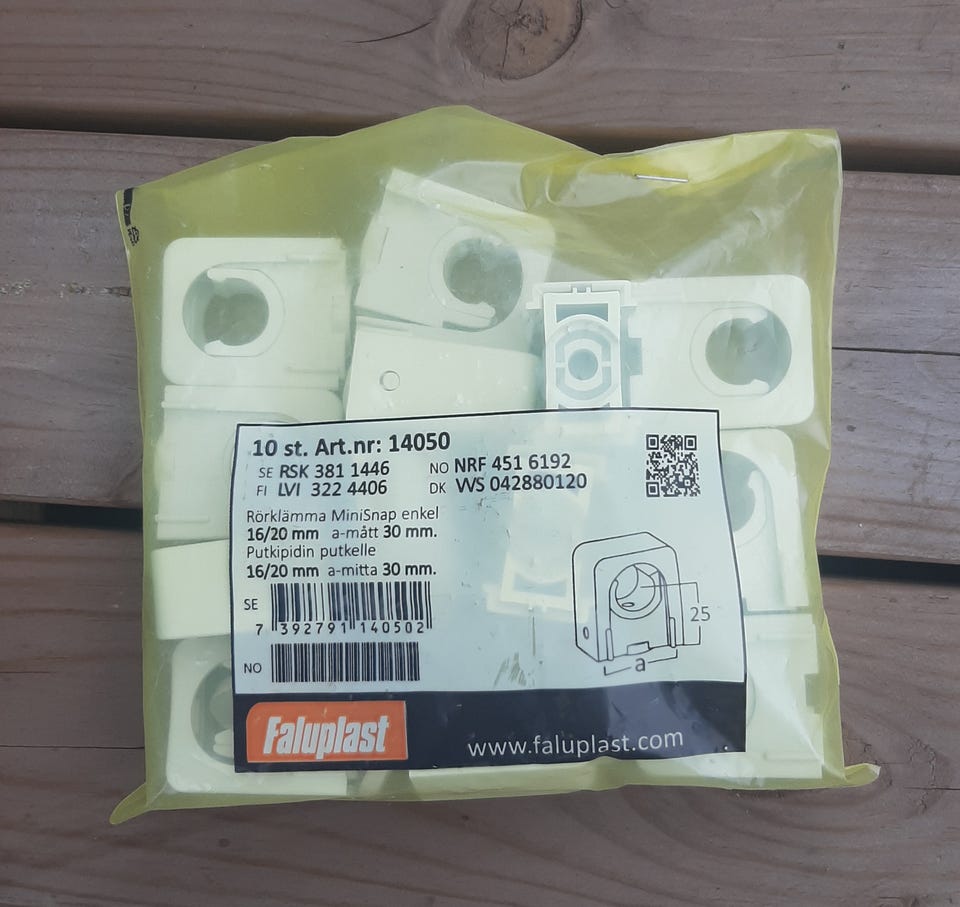 10 st. Art.nr: 14050
SE RSK 381 1446 NO NRF 451 6192
FI LVI 322 4406 DK VVS 042880120
Rörklämma MiniSnap enkel
16/20 mm a-mått 30 mm.
Putkipidin putkelle
16/20 mm a-mitta 30 mm.
SE
7 392791 140502
25
a
NO
Faluplast
www.faluplast.com